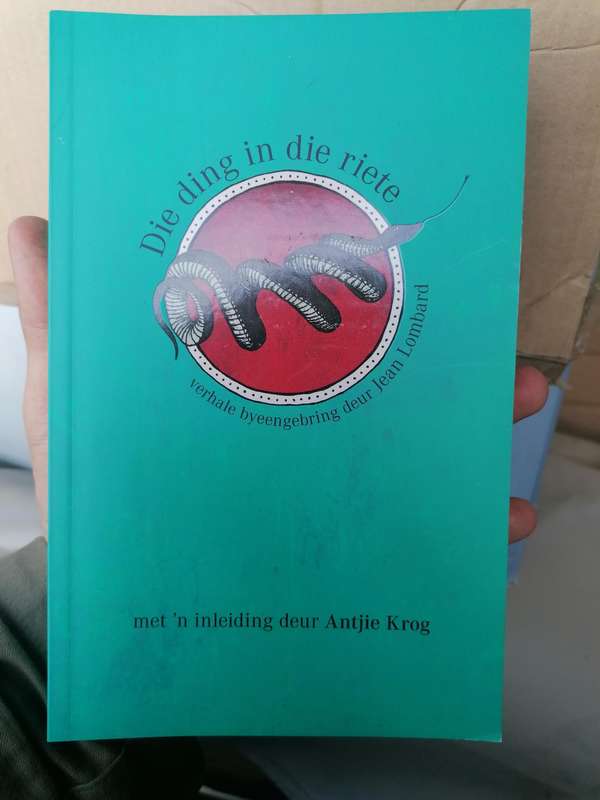 Die ding in die riete
verhale byeengebring deur Jean Lombard
met 'n inleiding deur Antjie Krog